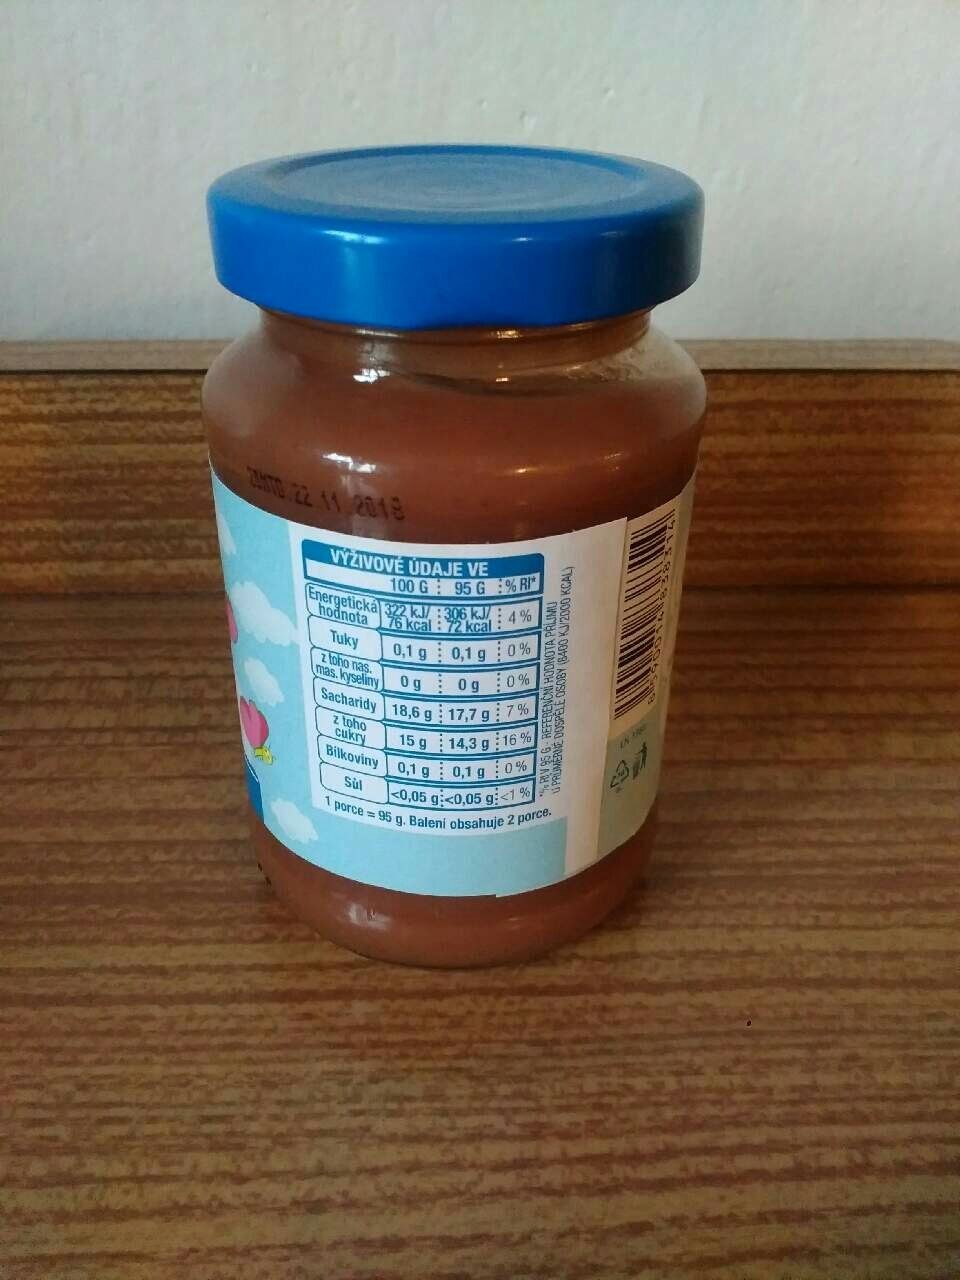 22 11 2018
VÝŽIVOVÉ ÚDAJE VE
100 G 95 G % RI*
Energetická hodnota 322 kJ/ 76 kcal 306 kJ/ 72 kcal 4 %
Tuky 0,1 g 0,1 g 0 %
z toho nas. mas. kyseliny 0 g 0 g 0 %
Sacharidy 18,6 g 17,7 g 7 %
z toho cukry 15 g 14,3 g 16 %
Bílkoviny 0,1 g 0,1 g 0 %
Sůl <0,05 g <0,05 g <1 %
1 porce = 95 g. Balení obsahuje 2 porce.
*% RI V 95 G - REFERENČNÍ HODNOTA PŘÍJMU
U PRŮMĚRNÉ DOSPĚLÉ OSOBY (8400 KJ/2000 KCAL)